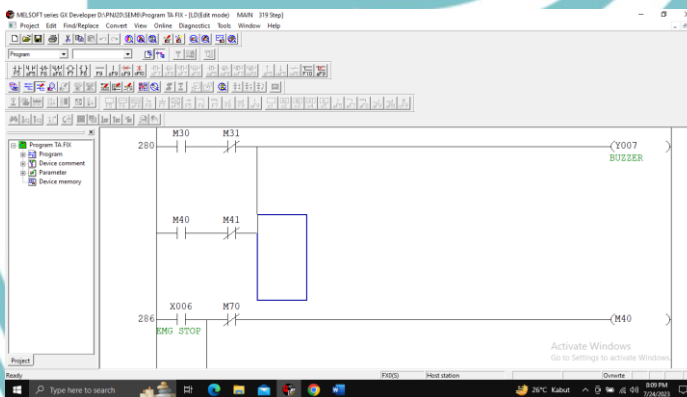 MELSOFT series GX Developer D:\PNJ20\SEM6\Program TA FIX - [LD(Edit mode) MAIN 319 Step]
Project Edit Find/Replace Convert View Online Diagnostics Tools Window Help
Program
Program TA FIX
Program
Device comment
Parameter
Device memory
Project
280 M30 M31 (Y007 )
BUZZER
M40 M41
286 X006 M70 (M40 )
EMG STOP
Activate Windows
Go to Settings to activate Windows.
Ready FX0(S) Host station Ovrwrte
Type here to search 26°C Kabut 8:09 PM
7/24/2023